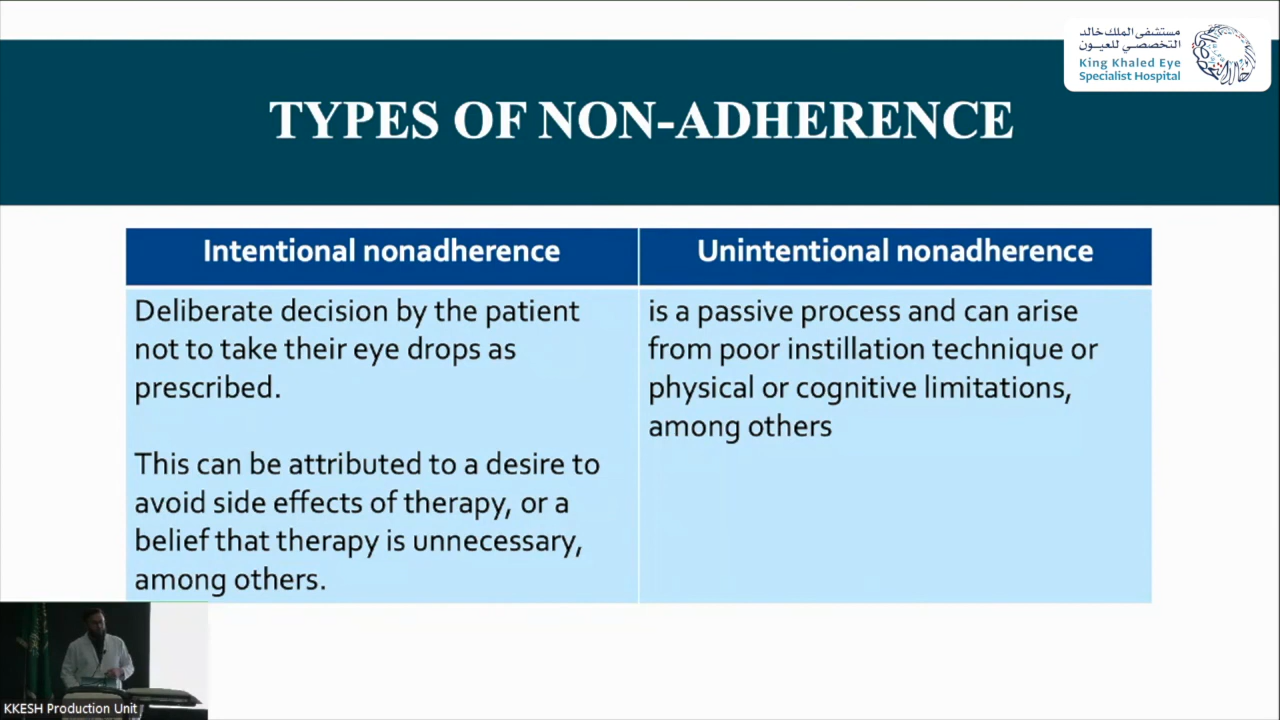 مستشفى الملك خالد
التخصصي للعيون
King Khaled Eye
Specialist Hospital
TYPES OF NON-ADHERENCE
Intentional nonadherence
Deliberate decision by the patient
not to take their eye drops as
prescribed.
This can be attributed to a desire to
avoid side effects of therapy, or a
belief that therapy is unnecessary,
among others.
Unintentional nonadherence
is a passive process and can arise
from poor instillation technique or
physical or cognitive limitations,
among others
KKESH Production Unit